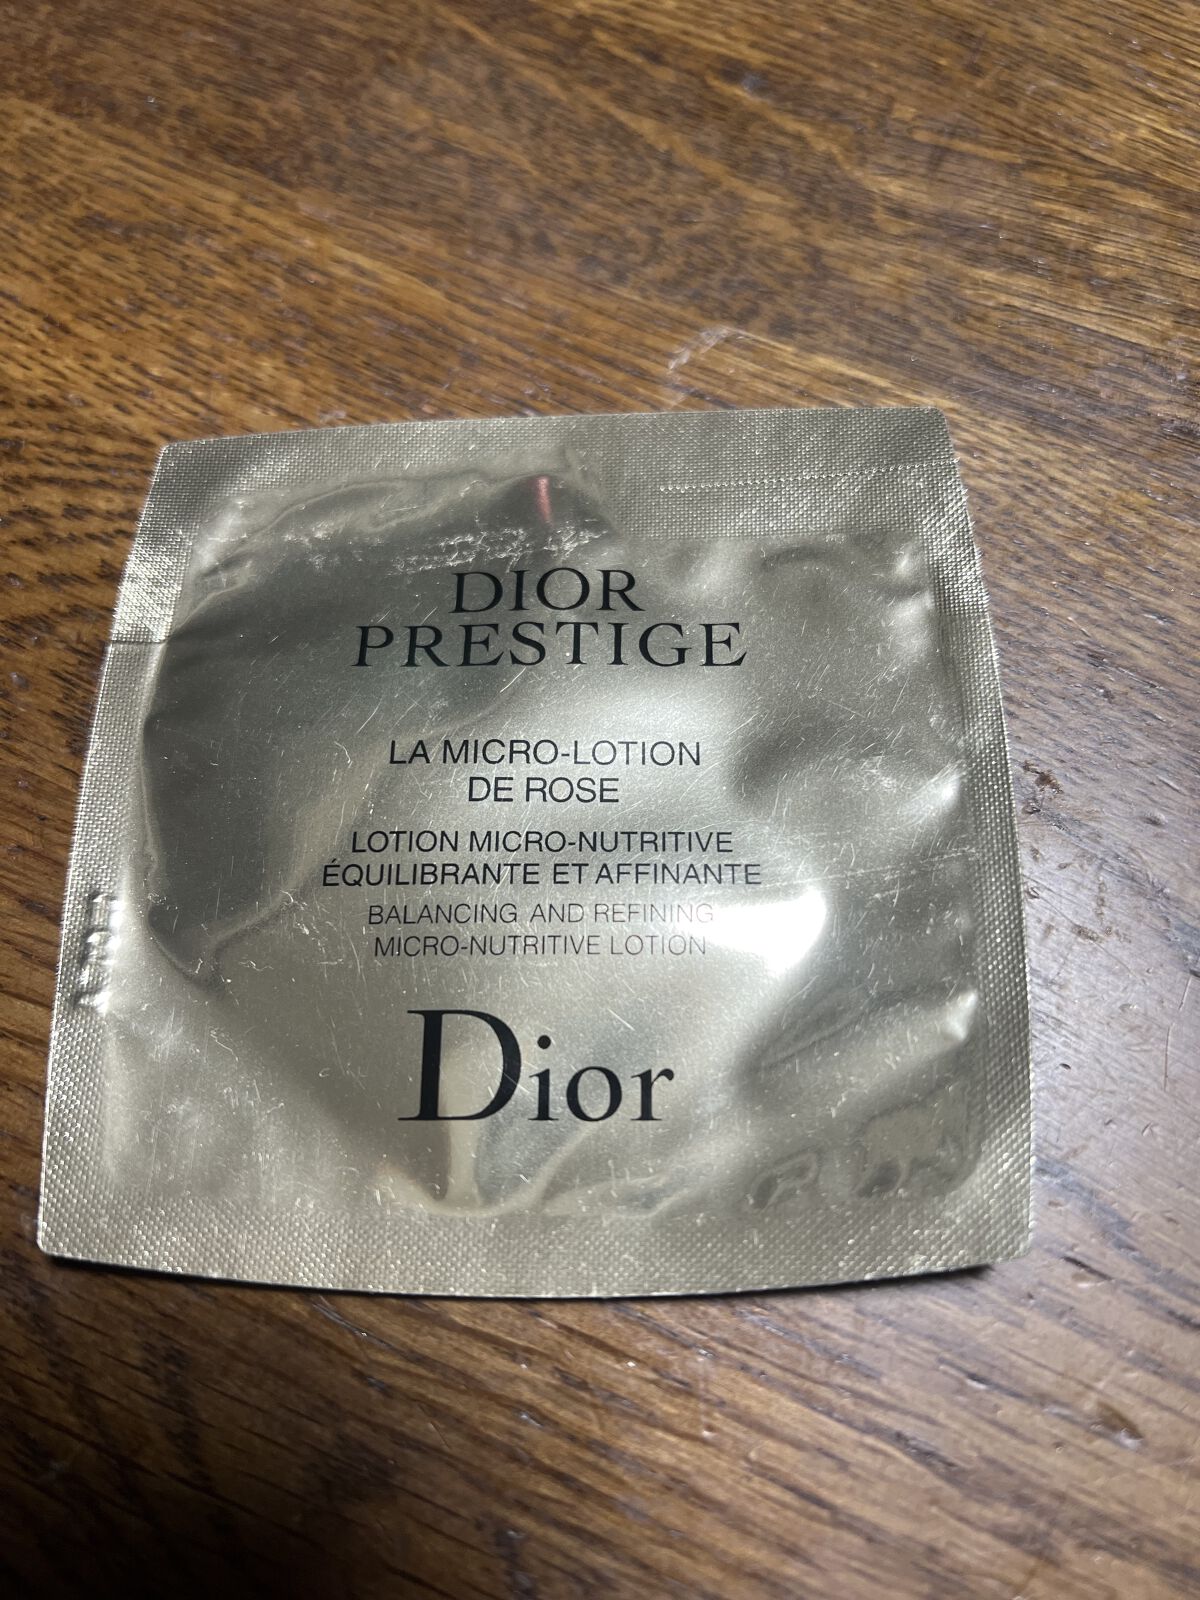 DIOR
PRESTIGE
LA MICRO-LOTION
DE ROSE
LOTION MICRO-NUTRITIVE
ÉQUILIBRANTE ET AFFINANTE
BALANCING AND REFINING
MICRO-NUTRITIVE LOTION
Dior